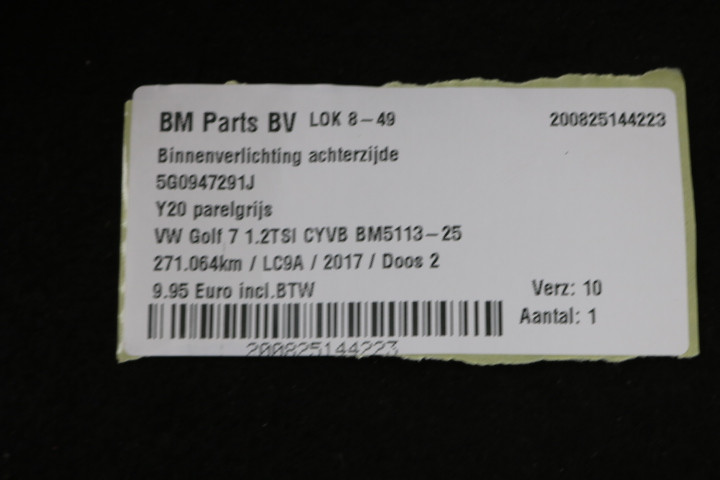 BM Parts BV LOK 8-49 200825144223
Binnenverlichting achterzijde
5G0947291J
Y20 parelgrijs
VW Golf 7 1.2TSI CYVB BM5113-25
271.064km / LC9A / 2017 / Doos 2
9.95 Euro incl.BTW Verz: 10
Aantal: 1
200825144223